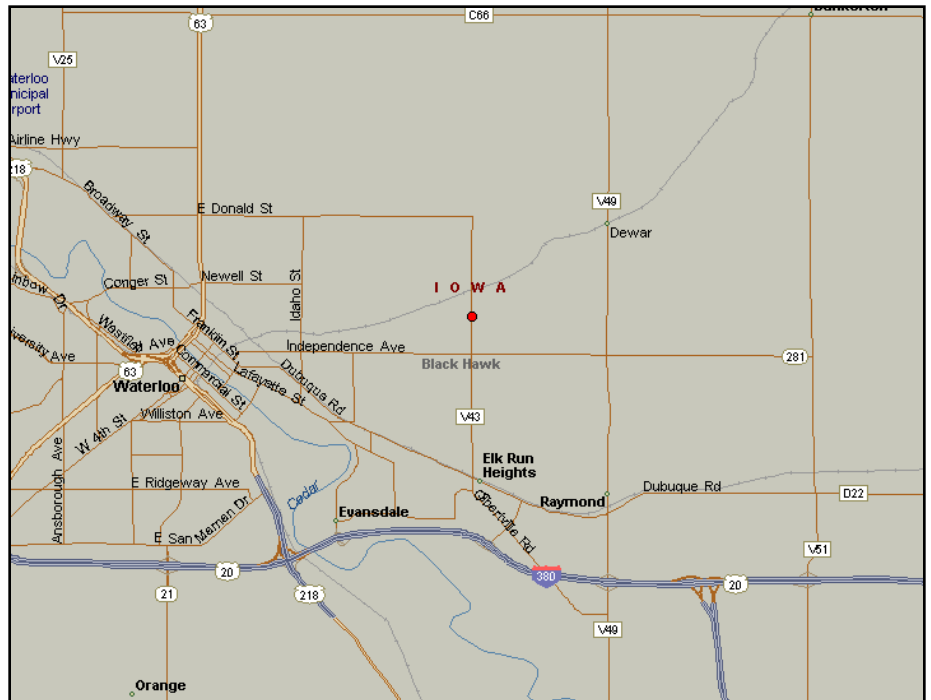 C66
63
V25
Airline Hwy
218
Broadway St
E Donald St
V49
Dewar
Conger St
Newell St
Idaho St
I O W A
Franklin St
Independence Ave
281
Black Hawk
63
Ave
Commercial St
Lafayette St
Dubuque Rd
Waterloo
Williston Ave
W 4th St
V43
Elk Run
Heights
Ansborough Ave
E Ridgeway Ave
Cedar
Raymond
Dubuque Rd
D22
Gilbertville Rd
Evansdale
E San Marnan Dr
V51
20
380
20
21
218
V49
Orange